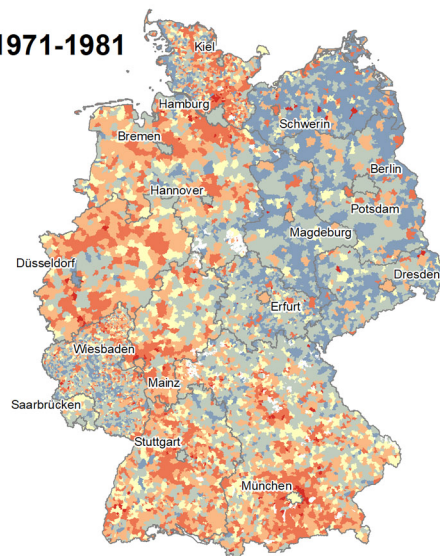 1971-1981
Kiel
Hamburg
Schwerin
Bremen
Berlin
Hannover
Potsdam
Magdeburg
Düsseldorf
Dresden
Erfurt
Wiesbaden
Mainz
Saarbrücken
Stuttgart
München